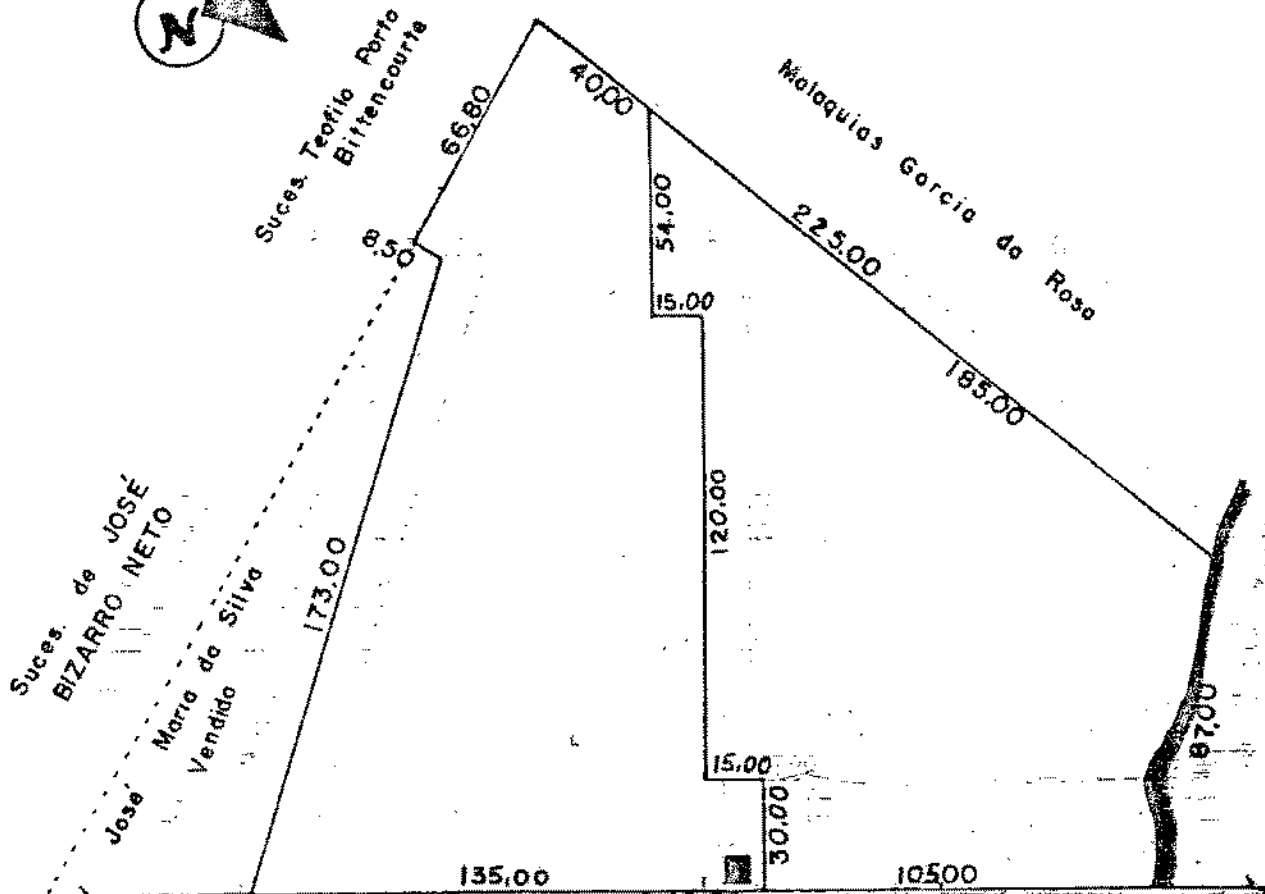 N
Suces. Teofilo Porto
Bittencourte
66,80
40,00
Malaquias Garcia da Rosa
54,00
225,00
8,50
15,00
185,00
120,00
Suces. de JOSÉ
BIZARRO NETO
173,00
José Maria da Silva
Vendido
87,00
15,00
30,00
135,00
105,00